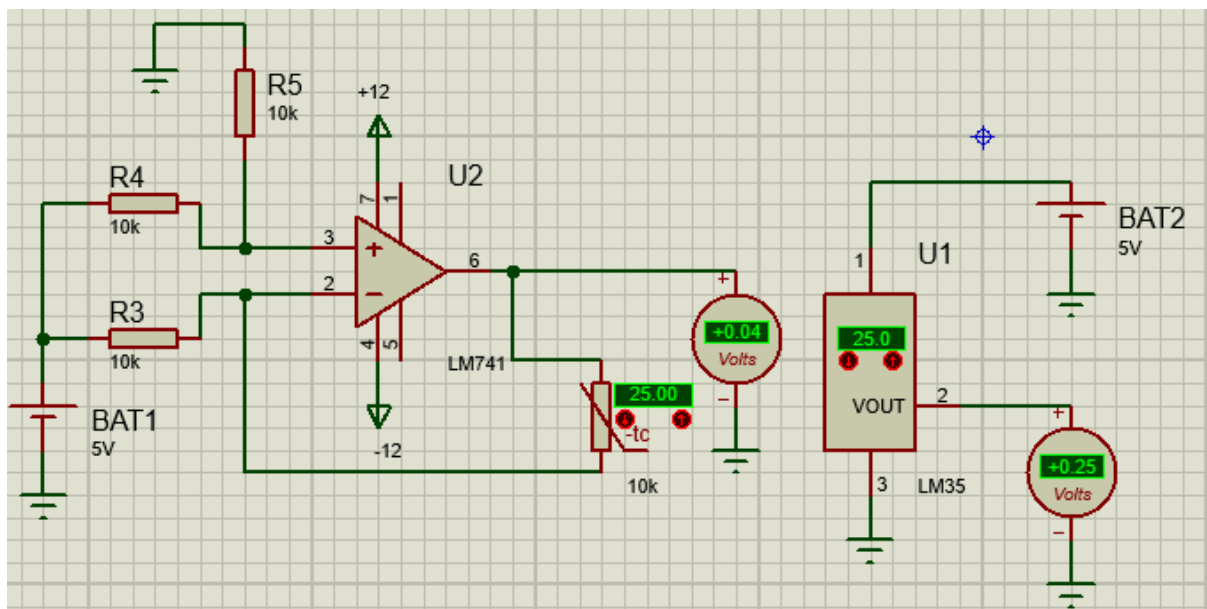 R5
10k
+12
R4
10k
U2
7
1
3
+
6
2
−
R3
10k
4
5
LM741
-12
BAT1
5V
+
+0.04
Volts
−
25.00
-tc
10k
BAT2
5V
1
U1
25.0
VOUT
2
3
LM35
+
+0.25
Volts
−